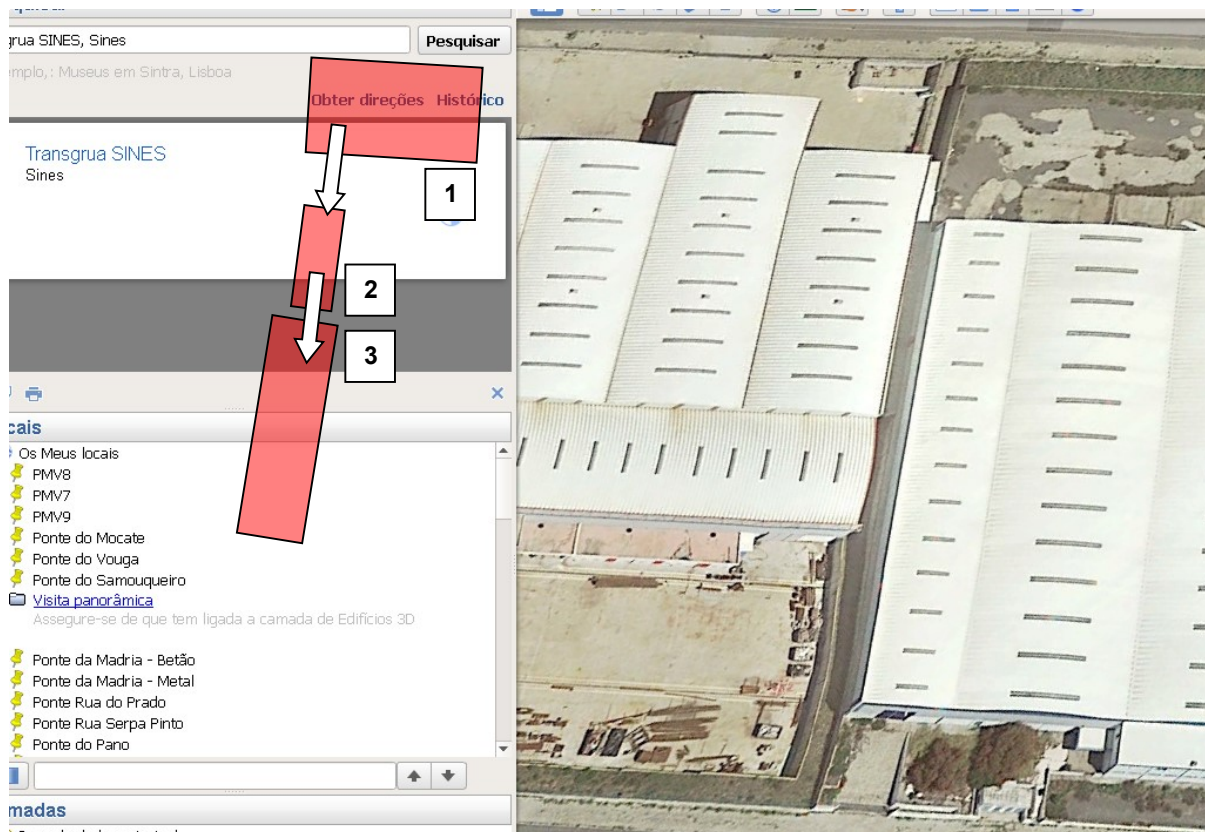 grua SINES, Sines
Pesquisar
emplo, : Museus em Sintra, Lisboa
Obter direções Histórico
Transgrua SINES
Sines
1
2
3
cais
Os Meus locais
PMV8
PMV7
PMV9
Ponte do Mocate
Ponte do Vouga
Ponte do Samouqueiro
Visita panorâmica
Assegure-se de que tem ligada a camada de Edifícios 3D
Ponte da Madria - Betão
Ponte da Madria - Metal
Ponte Rua do Prado
Ponte Rua Serpa Pinto
Ponte do Pano
madas